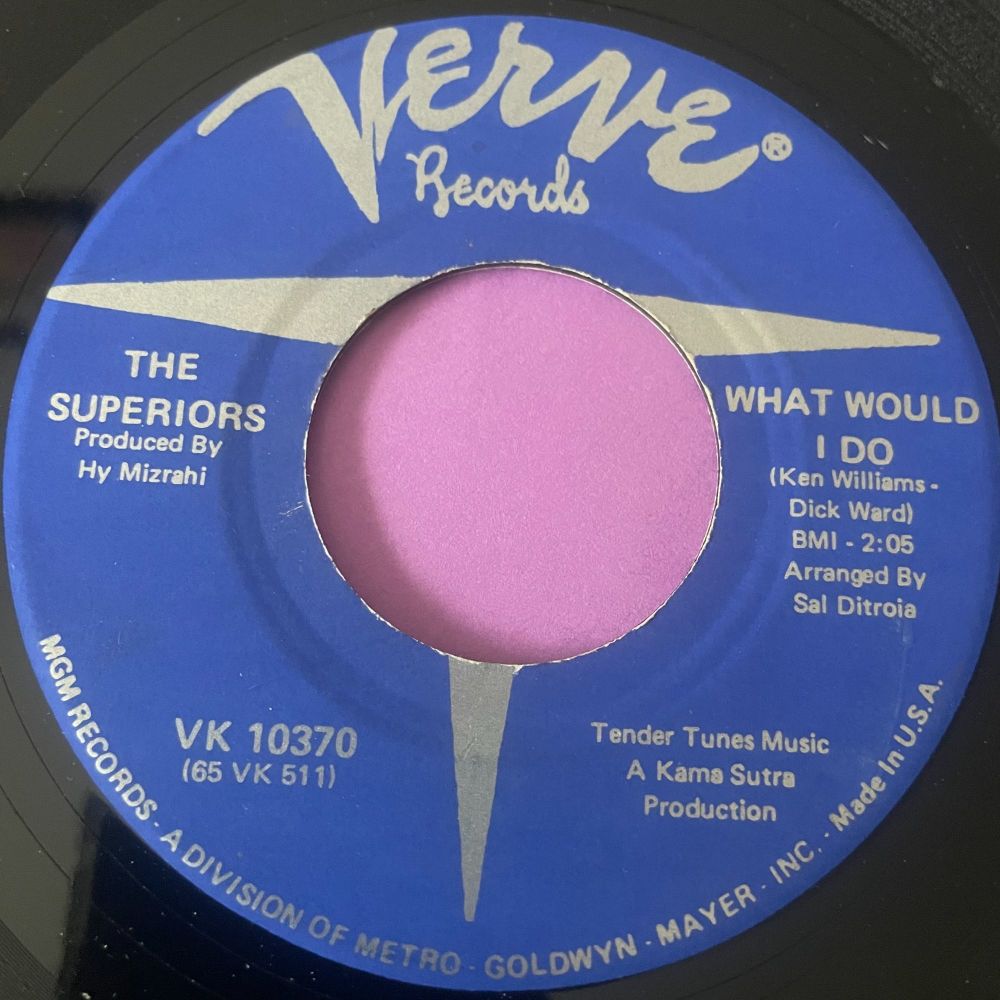 Verve®
Records
THE
SUPERIORS
Produced By
Hy Mizrahi
WHAT WOULD
I DO
(Ken Williams -
Dick Ward)
BMI - 2:05
Arranged By
Sal Ditroia
VK 10370
(65 VK 511)
Tender Tunes Music
A Kama Sutra
Production
MGM RECORDS - A DIVISION OF METRO - GOLDWYN - MAYER - INC. - Made In U.S.A.